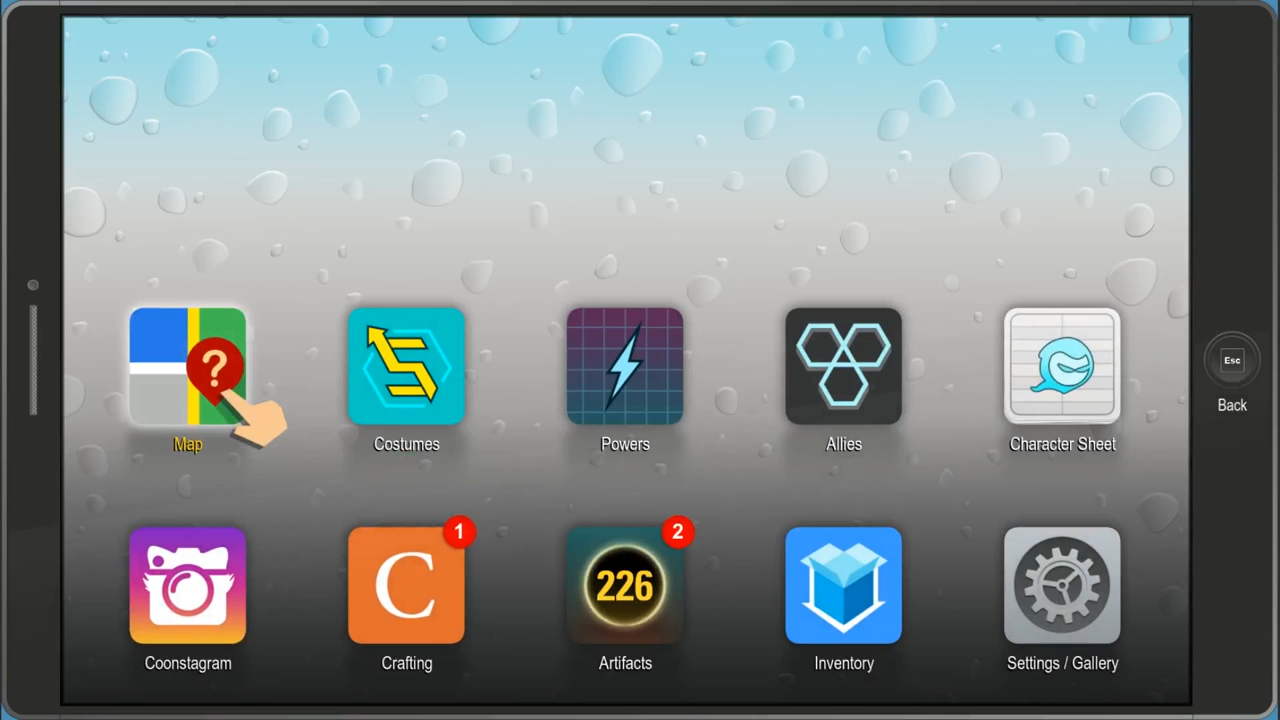 ?
Esc
Back
Map
Costumes
Powers
Allies
Character Sheet
C
1
226
2
Coonstagram
Crafting
Artifacts
Inventory
Settings / Gallery